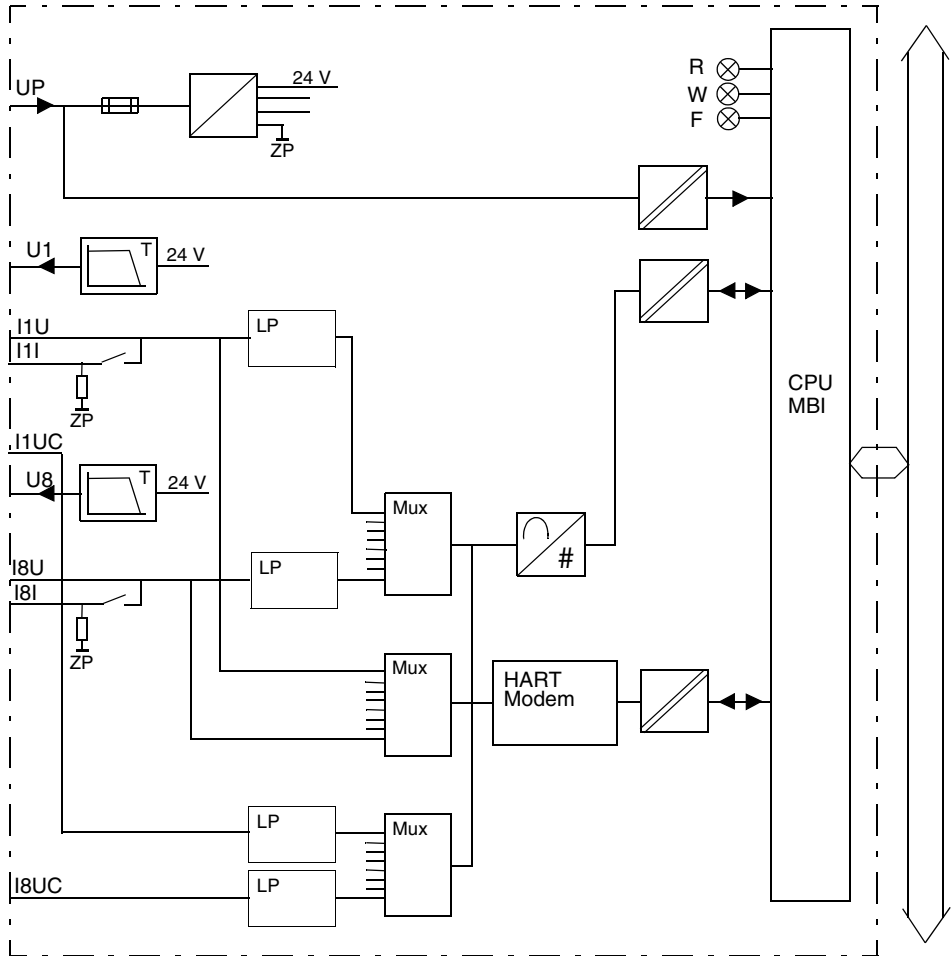 R
24 V
UP
W
F
ZP
U1
T
24 V
I1U
LP
I1I
CPU
MBI
ZP
I1UC
U8
T
24 V
Mux
#
I8U
LP
I8I
ZP
Mux
HART
Modem
LP
Mux
I8UC
LP